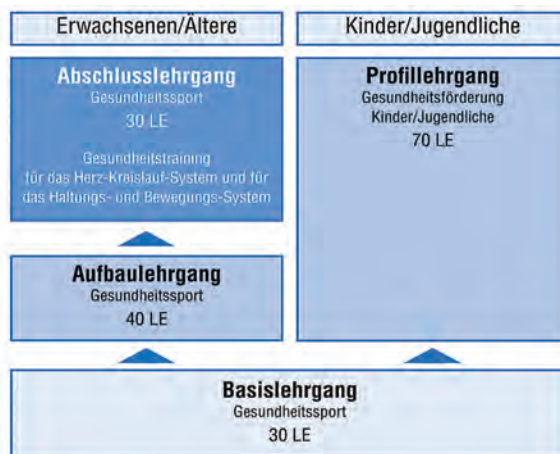 Erwachsenen/Ältere
Kinder/Jugendliche
Abschlusslehrgang
Gesundheitssport
30 LE
Gesundheitstraining
für das Herz-Kreislauf-System und für
das Haltungs- und Bewegungs-System
Profillehrgang
Gesundheitsförderung
Kinder/Jugendliche
70 LE
Aufbaulehrgang
Gesundheitssport
40 LE
Basislehrgang
Gesundheitssport
30 LE